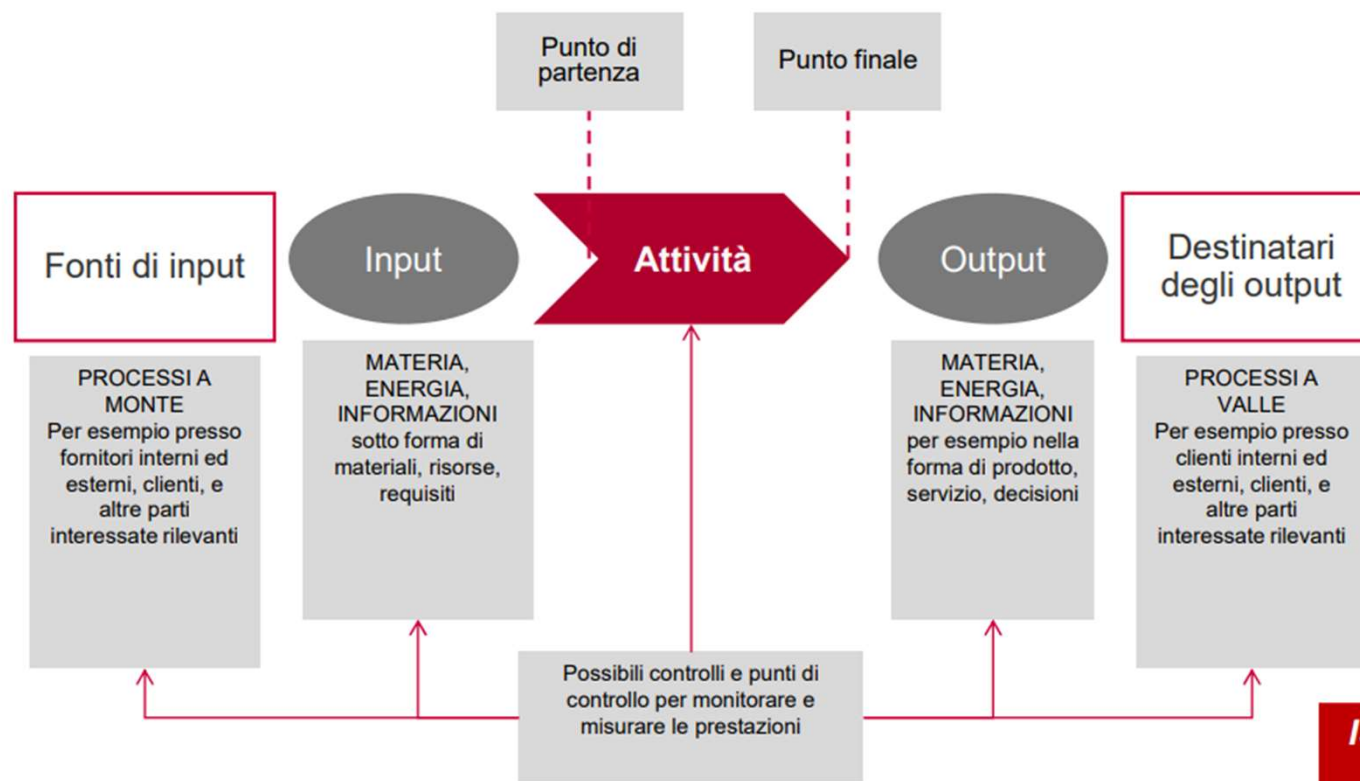 Punto di
partenza
Punto finale
Fonti di input
Input
Attività
Output
Destinatari
degli output
PROCESSI A
MONTE
Per esempio presso
fornitori interni ed
esterni, clienti, e
altre parti
interessate rilevanti
MATERIA,
ENERGIA,
INFORMAZIONI
sotto forma di
materiali, risorse,
requisiti
MATERIA,
ENERGIA,
INFORMAZIONI
per esempio nella
forma di prodotto,
servizio, decisioni
PROCESSI A
VALLE
Per esempio presso
clienti interni ed
esterni, clienti, e
altre parti
interessate rilevanti
Possibili controlli e punti di
controllo per monitorare e
misurare le prestazioni